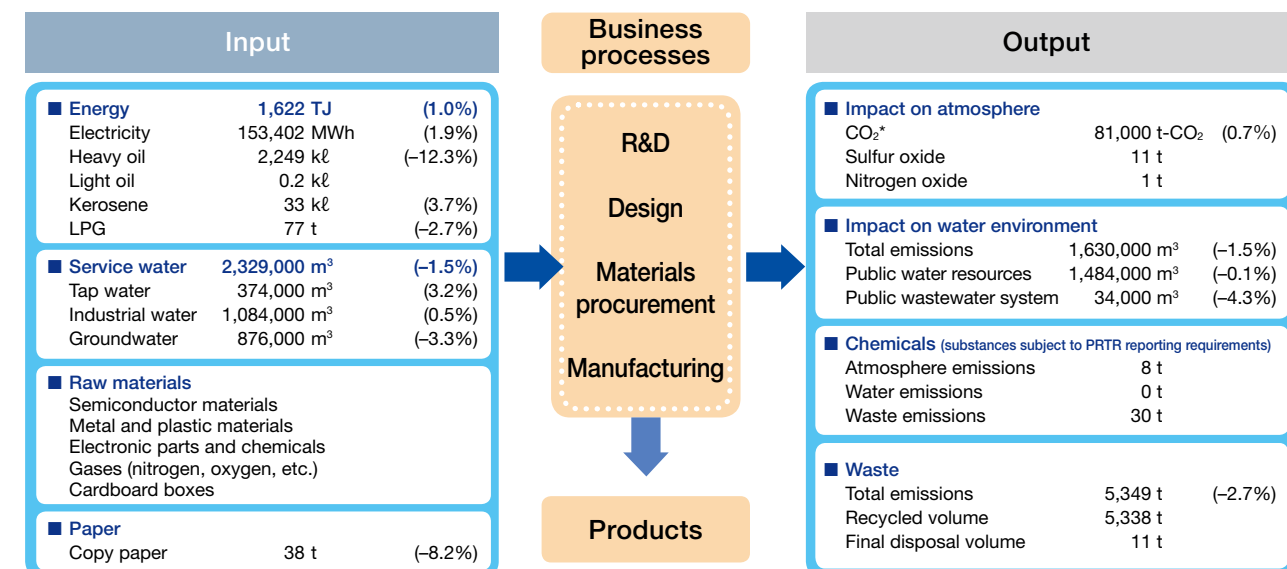 Input
■ Energy 1,622 TJ (1.0%)
Electricity 153,402 MWh (1.9%)
Heavy oil 2,249 kℓ (–12.3%)
Light oil 0.2 kℓ
Kerosene 33 kℓ (3.7%)
LPG 77 t (–2.7%)
■ Service water 2,329,000 m³ (–1.5%)
Tap water 374,000 m³ (3.2%)
Industrial water 1,084,000 m³ (0.5%)
Groundwater 876,000 m³ (–3.3%)
■ Raw materials
Semiconductor materials
Metal and plastic materials
Electronic parts and chemicals
Gases (nitrogen, oxygen, etc.)
Cardboard boxes
■ Paper
Copy paper 38 t (–8.2%)
Business
processes
R&D
Design
Materials
procurement
Manufacturing
Products
Output
■ Impact on atmosphere
CO₂* 81,000 t-CO₂ (0.7%)
Sulfur oxide 11 t
Nitrogen oxide 1 t
■ Impact on water environment
Total emissions 1,630,000 m³ (–1.5%)
Public water resources 1,484,000 m³ (–0.1%)
Public wastewater system 34,000 m³ (–4.3%)
■ Chemicals (substances subject to PRTR reporting requirements)
Atmosphere emissions 8 t
Water emissions 0 t
Waste emissions 30 t
■ Waste
Total emissions 5,349 t (–2.7%)
Recycled volume 5,338 t
Final disposal volume 11 t